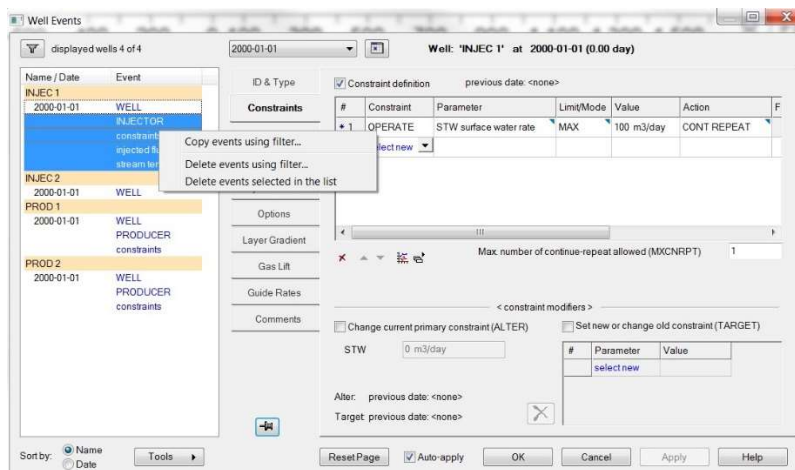 Well Events
displayed wells 4 of 4
2000-01-01
Well: 'INJEC 1' at 2000-01-01 (0.00 day)
Name / Date Event
INJEC 1
2000-01-01 WELL
INJECTOR
constraints
injected flu
stream ter
INJEC 2
2000-01-01 WELL
PROD 1
2000-01-01 WELL
PRODUCER
constraints
PROD 2
2000-01-01 WELL
PRODUCER
constraints
Copy events using filter...
Delete events using filter...
Delete events selected in the list
ID & Type
Constraints
Options
Layer Gradient
Gas Lift
Guide Rates
Comments
Constraint definition previous date: <none>
# Constraint Parameter Limit/Mode Value Action F
1 OPERATE STW surface water rate MAX 100 m3/day CONT REPEAT
elect new
Max. number of continue-repeat allowed (MXCNRPT) 1
< constraint modifiers >
Change current primary constraint (ALTER)
STW 0 m3/day
Set new or change old constraint (TARGET)
# Parameter Value
select new
Alter: previous date: <none>
Target: previous date: <none>
Sort by: Name
Date
Tools
Reset Page Auto-apply OK Cancel Apply Help